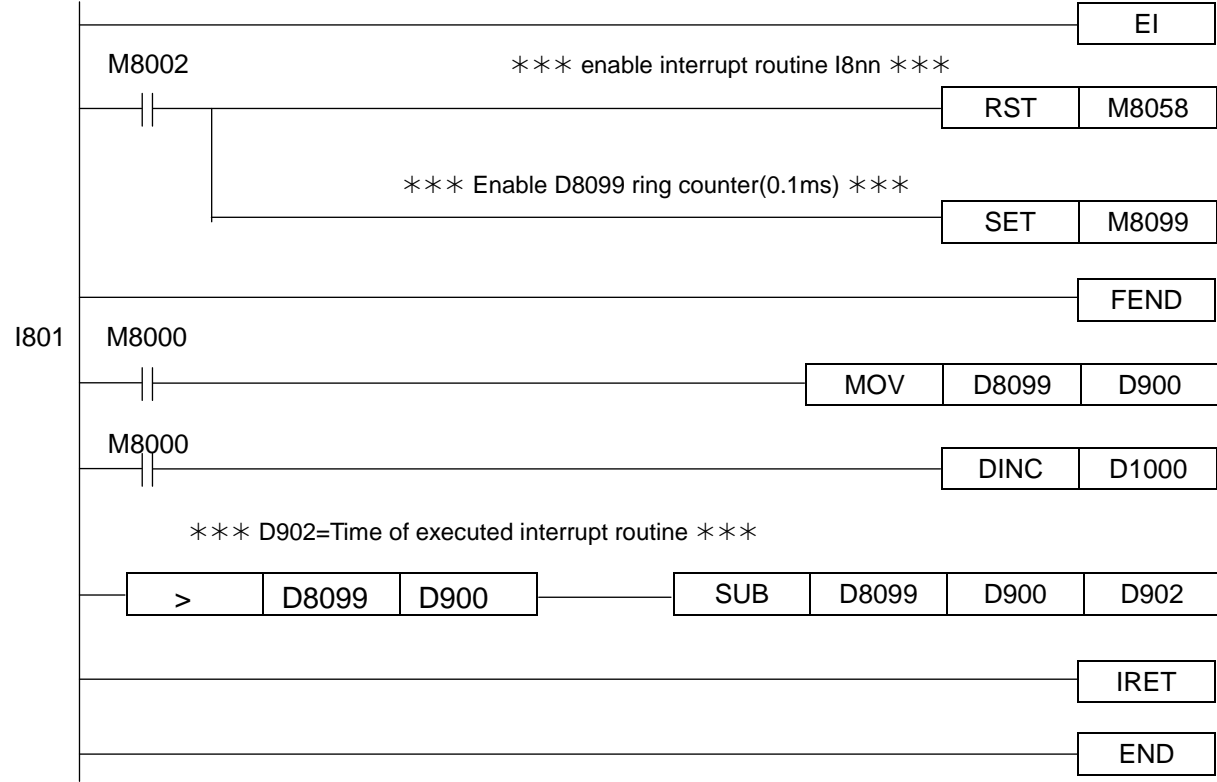 EI
M8002
＊＊＊ enable interrupt routine I8nn ＊＊＊
RST M8058
＊＊＊ Enable D8099 ring counter(0.1ms) ＊＊＊
SET M8099
FEND
I801 M8000
MOV D8099 D900
M8000
DINC D1000
＊＊＊ D902=Time of executed interrupt routine ＊＊＊
> D8099 D900 SUB D8099 D900 D902
IRET
END